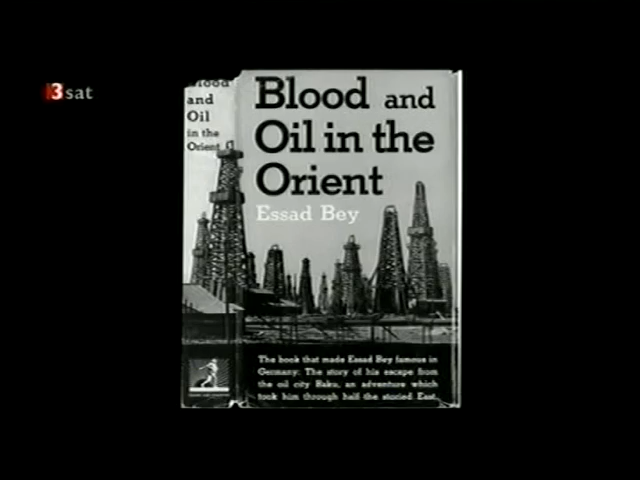 3sat
Blood
and
Oil
in the
Orient
Blood and
Oil in the
Orient
Essad Bey
The book that made Essad Bey famous in
Germany: The story of his escape from
the oil city Baku, an adventure which
took him through half the storied East.